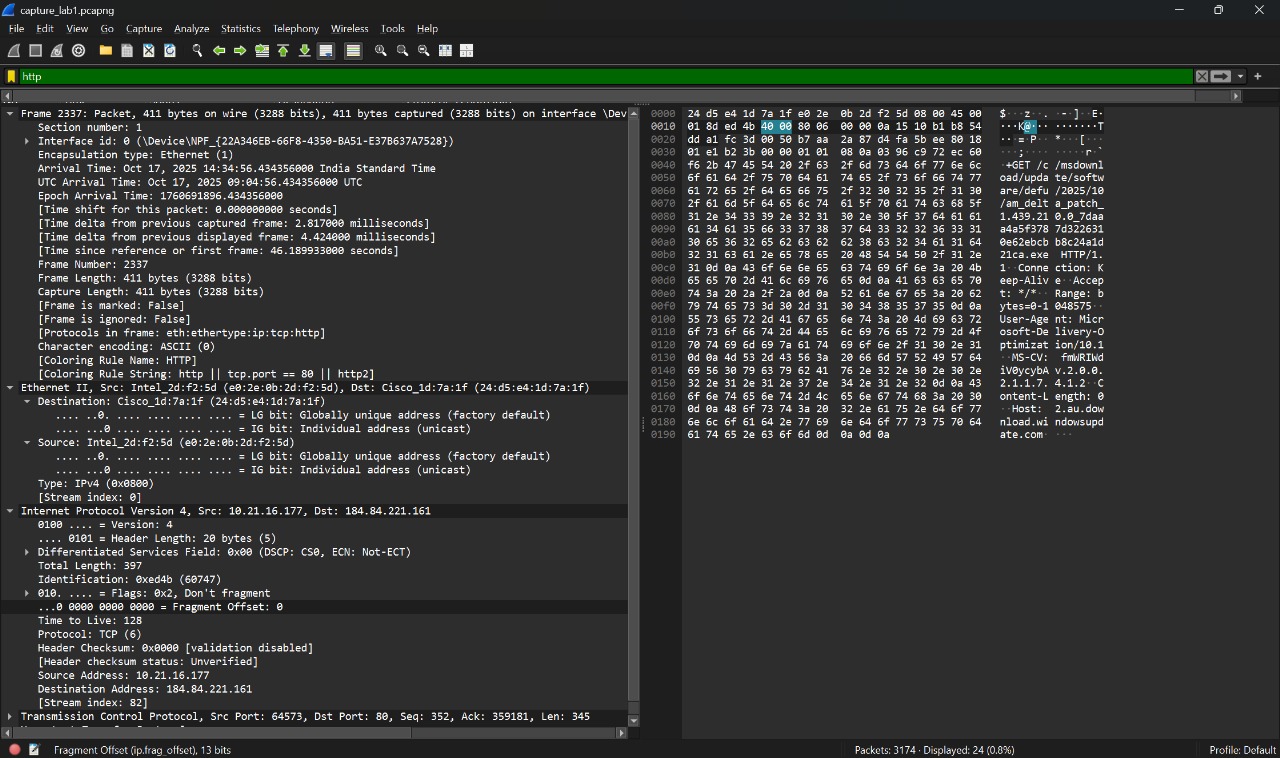 capture_lab1.pcapng
File Edit View Go Capture Analyze Statistics Telephony Wireless Tools Help
http
Frame 2337: Packet, 411 bytes on wire (3288 bits), 411 bytes captured (3288 bits) on interface \Dev
Section number: 1
Interface id: 0 (\Device\NPF_{22A346EB-66F8-4350-BA51-E37B637A7528})
Encapsulation type: Ethernet (1)
Arrival Time: Oct 17, 2025 14:34:56.434356000 India Standard Time
UTC Arrival Time: Oct 17, 2025 09:04:56.434356000 UTC
Epoch Arrival Time: 1760691896.434356000
[Time shift for this packet: 0.000000000 seconds]
[Time delta from previous captured frame: 2.817000 milliseconds]
[Time delta from previous displayed frame: 4.424000 milliseconds]
[Time since reference or first frame: 46.189933000 seconds]
Frame Number: 2337
Frame Length: 411 bytes (3288 bits)
Capture Length: 411 bytes (3288 bits)
[Frame is marked: False]
[Frame is ignored: False]
[Protocols in frame: eth:ethertype:ip:tcp:http]
Character encoding: ASCII (0)
[Coloring Rule Name: HTTP]
[Coloring Rule String: http || tcp.port == 80 || http2]
Ethernet II, Src: Intel_2d:f2:5d (e0:2e:0b:2d:f2:5d), Dst: Cisco_1d:7a:1f (24:d5:e4:1d:7a:1f)
Destination: Cisco_1d:7a:1f (24:d5:e4:1d:7a:1f)
.... ..0. .... .... .... .... = LG bit: Globally unique address (factory default)
.... ...0 .... .... .... .... = IG bit: Individual address (unicast)
Source: Intel_2d:f2:5d (e0:2e:0b:2d:f2:5d)
.... ..0. .... .... .... .... = LG bit: Globally unique address (factory default)
.... ...0 .... .... .... .... = IG bit: Individual address (unicast)
Type: IPv4 (0x0800)
[Stream index: 0]
Internet Protocol Version 4, Src: 10.21.16.177, Dst: 184.84.221.161
0100 .... = Version: 4
.... 0101 = Header Length: 20 bytes (5)
Differentiated Services Field: 0x00 (DSCP: CS0, ECN: Not-ECT)
Total Length: 397
Identification: 0xed4b (60747)
010. .... = Flags: 0x2, Don't fragment
...0 0000 0000 0000 = Fragment Offset: 0
Time to Live: 128
Protocol: TCP (6)
Header Checksum: 0x0000 [validation disabled]
[Header checksum status: Unverified]
Source Address: 10.21.16.177
Destination Address: 184.84.221.161
[Stream index: 82]
Transmission Control Protocol, Src Port: 64573, Dst Port: 80, Seq: 352, Ack: 359181, Len: 345
0000 24 d5 e4 1d 7a 1f e0 2e 0b 2d f2 5d 08 00 45 00 $···z··. ·-·]··E·
0010 01 8d ed 4b 40 00 80 06 00 00 0a 15 10 b1 b8 54 ···K@··· ·······T
0020 dd a1 fc 3d 00 50 b7 aa 2a 87 d4 fa 5b ee 80 18 ···=·P·· *···[···
0030 01 e1 b2 3b 00 00 01 01 08 0a 03 96 c9 72 ec 60 ···;···· ·····r·`
0040 f6 2b 47 45 54 20 2f 63 2f 6d 73 64 6f 77 6e 6c ·+GET /c /msdownl
0050 6f 61 64 2f 75 70 64 61 74 65 2f 73 6f 66 74 77 oad/upda te/softw
0060 61 72 65 2f 64 65 66 75 2f 32 30 32 35 2f 31 30 are/defu /2025/10
0070 2f 61 6d 5f 64 65 6c 74 61 5f 70 61 74 63 68 5f /am_delt a_patch_
0080 31 2e 34 33 39 2e 32 31 30 2e 30 5f 37 64 61 61 1.439.21 0.0_7daa
0090 61 34 61 35 66 33 37 38 37 64 33 32 32 36 33 31 a4a5f378 7d322631
00a0 30 65 36 32 65 62 63 62 62 38 63 32 34 61 31 64 0e62ebcb b8c24a1d
00b0 32 31 63 61 2e 65 78 65 20 48 54 54 50 2f 31 2e 21ca.exe HTTP/1.
00c0 31 0d 0a 43 6f 6e 6e 65 63 74 69 6f 6e 3a 20 4b 1··Conne ction: K
00d0 65 65 70 2d 41 6c 69 76 65 0d 0a 41 63 63 65 70 eep-Aliv e··Accep
00e0 74 3a 20 2a 2f 2a 0d 0a 52 61 6e 67 65 3a 20 62 t: */*·· Range: b
00f0 79 74 65 73 3d 30 2d 31 30 34 38 35 37 35 0d 0a ytes=0-1 048575··
0100 55 73 65 72 2d 41 67 65 6e 74 3a 20 4d 69 63 72 User-Age nt: Micr
0110 6f 73 6f 66 74 2d 44 65 6c 69 76 65 72 79 2d 4f osoft-De livery-O
0120 70 74 69 6d 69 7a 61 74 69 6f 6e 2f 31 30 2e 31 ptimizat ion/10.1
0130 0d 0a 4d 53 2d 43 56 3a 20 66 6d 57 52 49 57 64 ··MS-CV: fmWRIWd
0140 69 56 30 79 63 79 62 41 76 2e 32 2e 30 2e 30 2e iV0ycybA v.2.0.0.
0150 32 2e 31 2e 31 2e 37 2e 34 2e 31 2e 32 0d 0a 43 2.1.1.7. 4.1.2··C
0160 6f 6e 74 65 6e 74 2d 4c 65 6e 67 74 68 3a 20 30 ontent-L ength: 0
0170 0d 0a 48 6f 73 74 3a 20 32 2e 61 75 2e 64 6f 77 ··Host: 2.au.dow
0180 6e 6c 6f 61 64 2e 77 69 6e 64 6f 77 73 75 70 64 nload.wi ndowsupd
0190 61 74 65 2e 63 6f 6d 0d 0a 0d 0a ate.com· ···
Fragment Offset (ip.frag_offset), 13 bits
Packets: 3174 · Displayed: 24 (0.8%)
Profile: Default